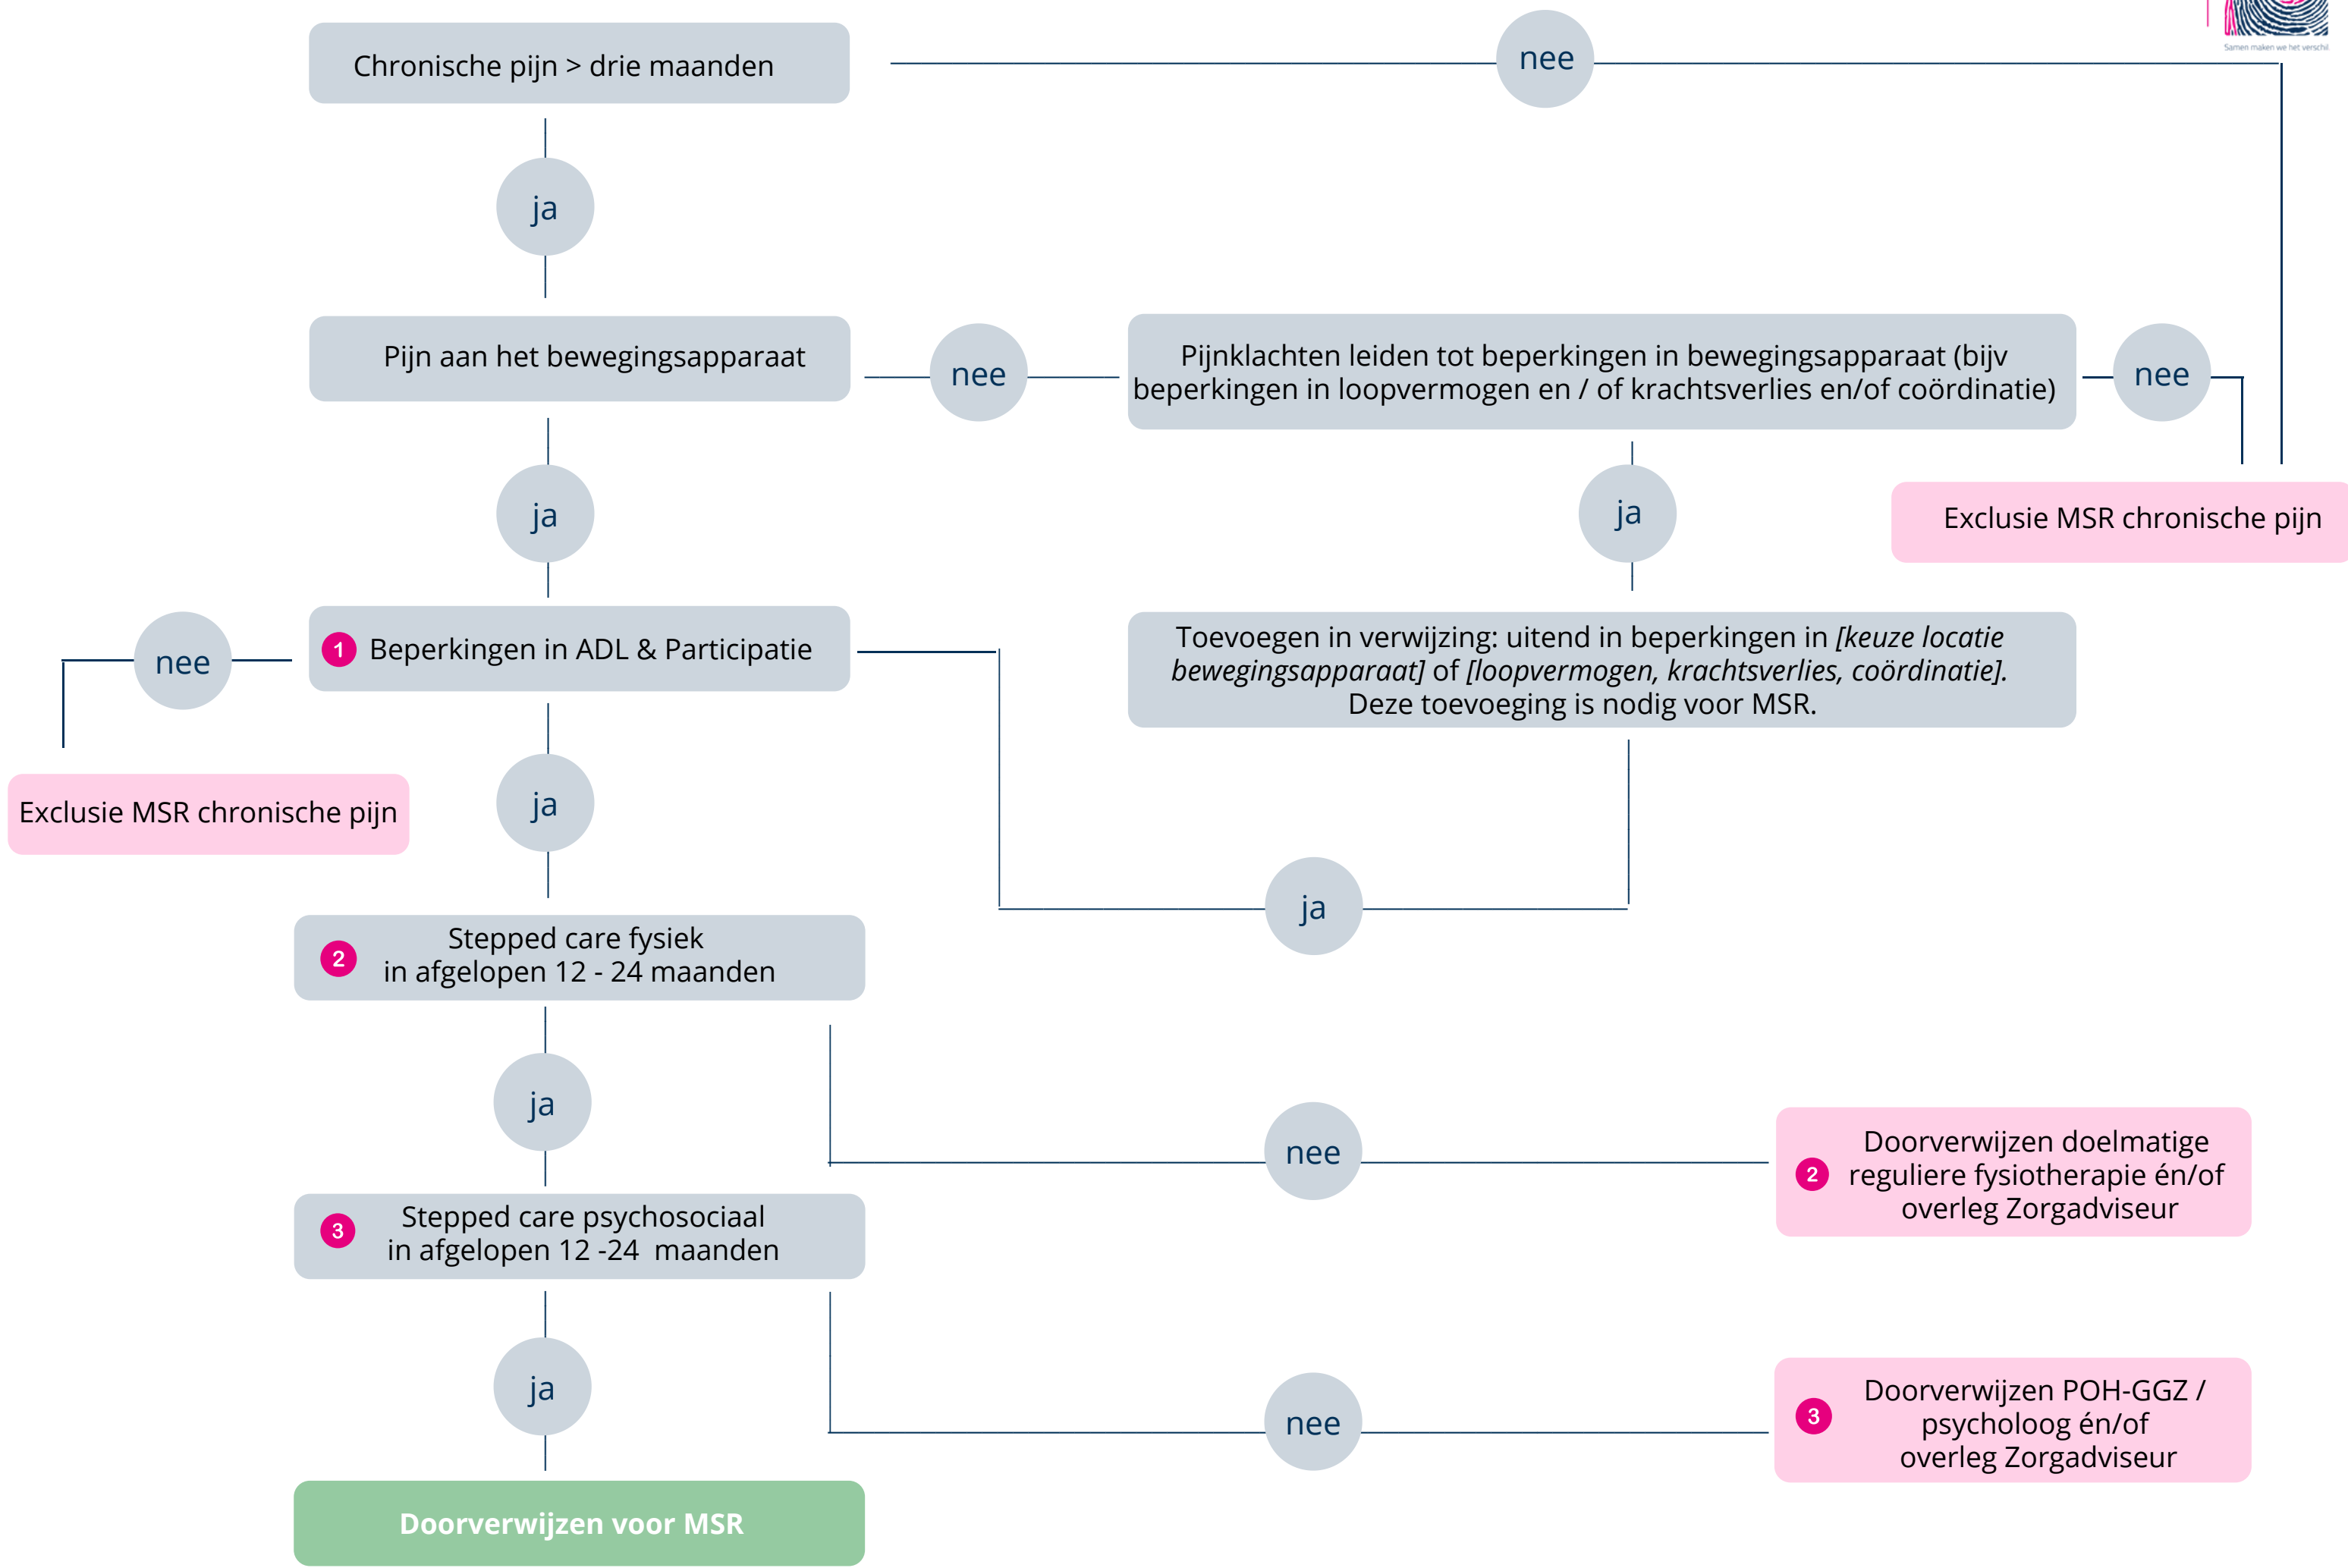 Samen maken we het verschil
Chronische pijn > drie maanden
nee
ja
Pijn aan het bewegingsapparaat
nee
Pijnklachten leiden tot beperkingen in bewegingsapparaat (bijv
beperkingen in loopvermogen en / of krachtsverlies en/of coördinatie)
nee
ja
ja
Exclusie MSR chronische pijn
nee
1 Beperkingen in ADL & Participatie
Toevoegen in verwijzing: uitend in beperkingen in [keuze locatie
bewegingsapparaat] of [loopvermogen, krachtsverlies, coördinatie].
Deze toevoeging is nodig voor MSR.
Exclusie MSR chronische pijn
ja
ja
2
Stepped care fysiek
in afgelopen 12 - 24 maanden
ja
nee
2
Doorverwijzen doelmatige
reguliere fysiotherapie én/of
overleg Zorgadviseur
3
Stepped care psychosociaal
in afgelopen 12 -24 maanden
ja
nee
3
Doorverwijzen POH-GGZ /
psycholoog én/of
overleg Zorgadviseur
Doorverwijzen voor MSR